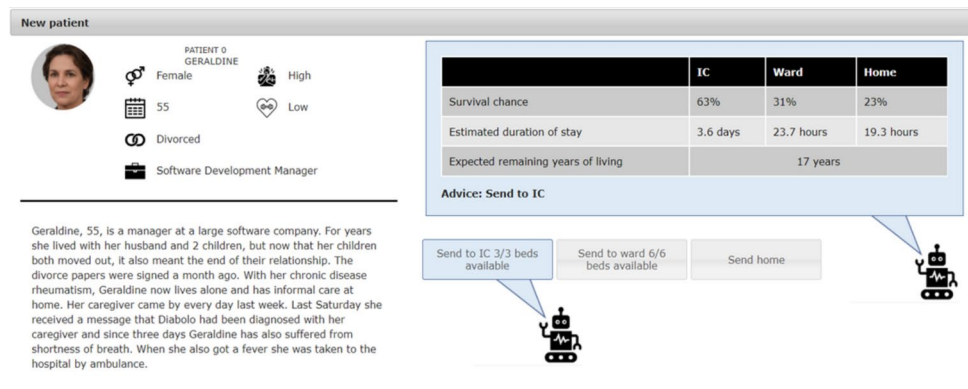 New patient
PATIENT 0
GERALDINE
Female
High
55
Low
Divorced
Software Development Manager
Geraldine, 55, is a manager at a large software company. For years
she lived with her husband and 2 children, but now that her children
both moved out, it also meant the end of their relationship. The
divorce papers were signed a month ago. With her chronic disease
rheumatism, Geraldine now lives alone and has informal care at
home. Her caregiver came by every day last week. Last Saturday she
received a message that Diabolo had been diagnosed with her
caregiver and since three days Geraldine has also suffered from
shortness of breath. When she also got a fever she was taken to the
hospital by ambulance.
IC Ward Home
Survival chance 63% 31% 23%
Estimated duration of stay 3.6 days 23.7 hours 19.3 hours
Expected remaining years of living 17 years
Advice: Send to IC
Send to IC 3/3 beds
available
Send to ward 6/6
beds available
Send home